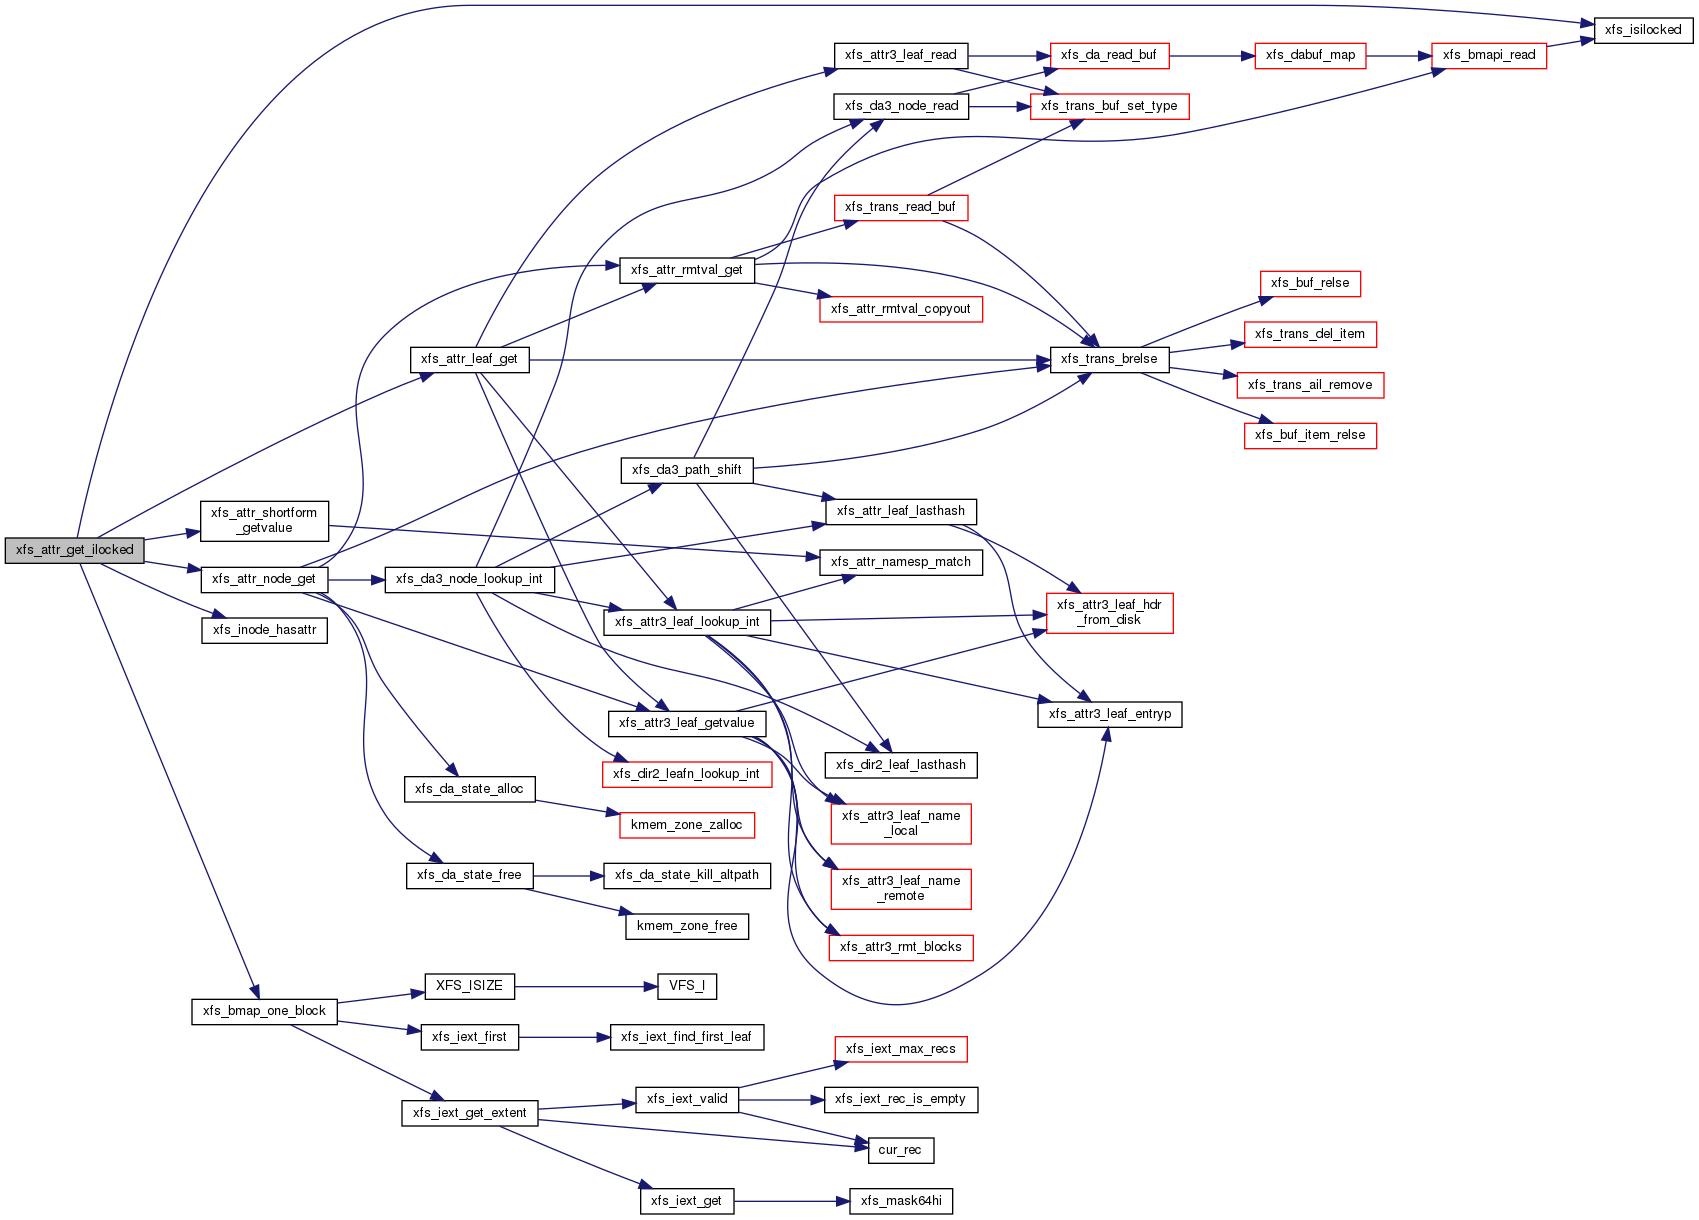 xfs_isilocked
xfs_attr3_leaf_read
xfs_da_read_buf
xfs_dabuf_map
xfs_bmapi_read
xfs_da3_node_read
xfs_trans_buf_set_type
xfs_trans_read_buf
xfs_attr_rmtval_get
xfs_attr_rmtval_copyout
xfs_buf_relse
xfs_trans_del_item
xfs_attr_leaf_get
xfs_trans_brelse
xfs_trans_ail_remove
xfs_buf_item_relse
xfs_da3_path_shift
xfs_attr_shortform
_getvalue
xfs_attr_leaf_lasthash
xfs_attr_get_ilocked
xfs_attr_namesp_match
xfs_attr_node_get
xfs_da3_node_lookup_int
xfs_attr3_leaf_hdr
_from_disk
xfs_inode_hasattr
xfs_attr3_leaf_lookup_int
xfs_attr3_leaf_getvalue
xfs_attr3_leaf_entryp
xfs_dir2_leafn_lookup_int
xfs_dir2_leaf_lasthash
xfs_da_state_alloc
kmem_zone_zalloc
xfs_attr3_leaf_name
_local
xfs_da_state_free
xfs_da_state_kill_altpath
xfs_attr3_leaf_name
_remote
kmem_zone_free
xfs_attr3_rmt_blocks
XFS_ISIZE
VFS_I
xfs_bmap_one_block
xfs_iext_first
xfs_iext_find_first_leaf
xfs_iext_max_recs
xfs_iext_get_extent
xfs_iext_valid
xfs_iext_rec_is_empty
cur_rec
xfs_iext_get
xfs_mask64hi